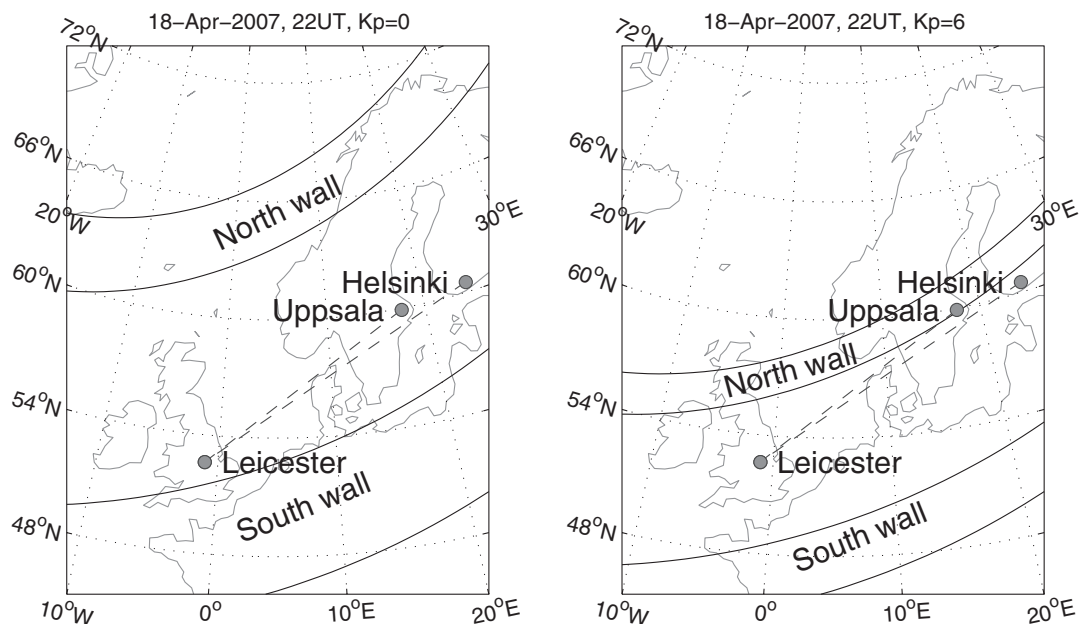 18-Apr-2007, 22UT, Kp=0
72°N
66°N
20°W
60°N
54°N
48°N
10°W
0°
10°E
20°E
30°E
North wall
Helsinki
Uppsala
Leicester
South wall
18-Apr-2007, 22UT, Kp=6
72°N
66°N
20°W
60°N
54°N
48°N
10°W
0°
10°E
20°E
30°E
Helsinki
Uppsala
North wall
Leicester
South wall